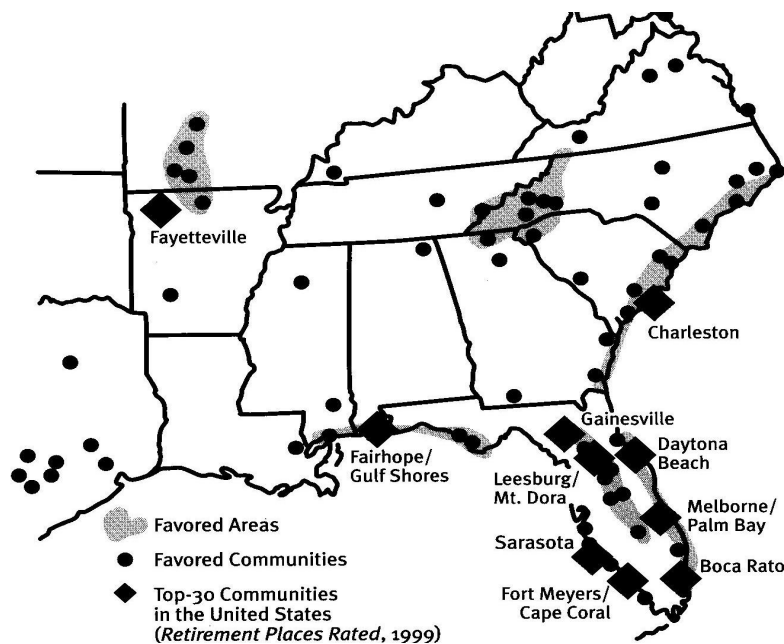 Fayetteville
Charleston
Gainesville
Fairhope/
Gulf Shores
Daytona
Beach
Leesburg/
Mt. Dora
Melborne/
Palm Bay
Sarasota
Boca Rato
Fort Meyers/
Cape Coral
Favored Areas
Favored Communities
Top-30 Communities
in the United States
(Retirement Places Rated, 1999)